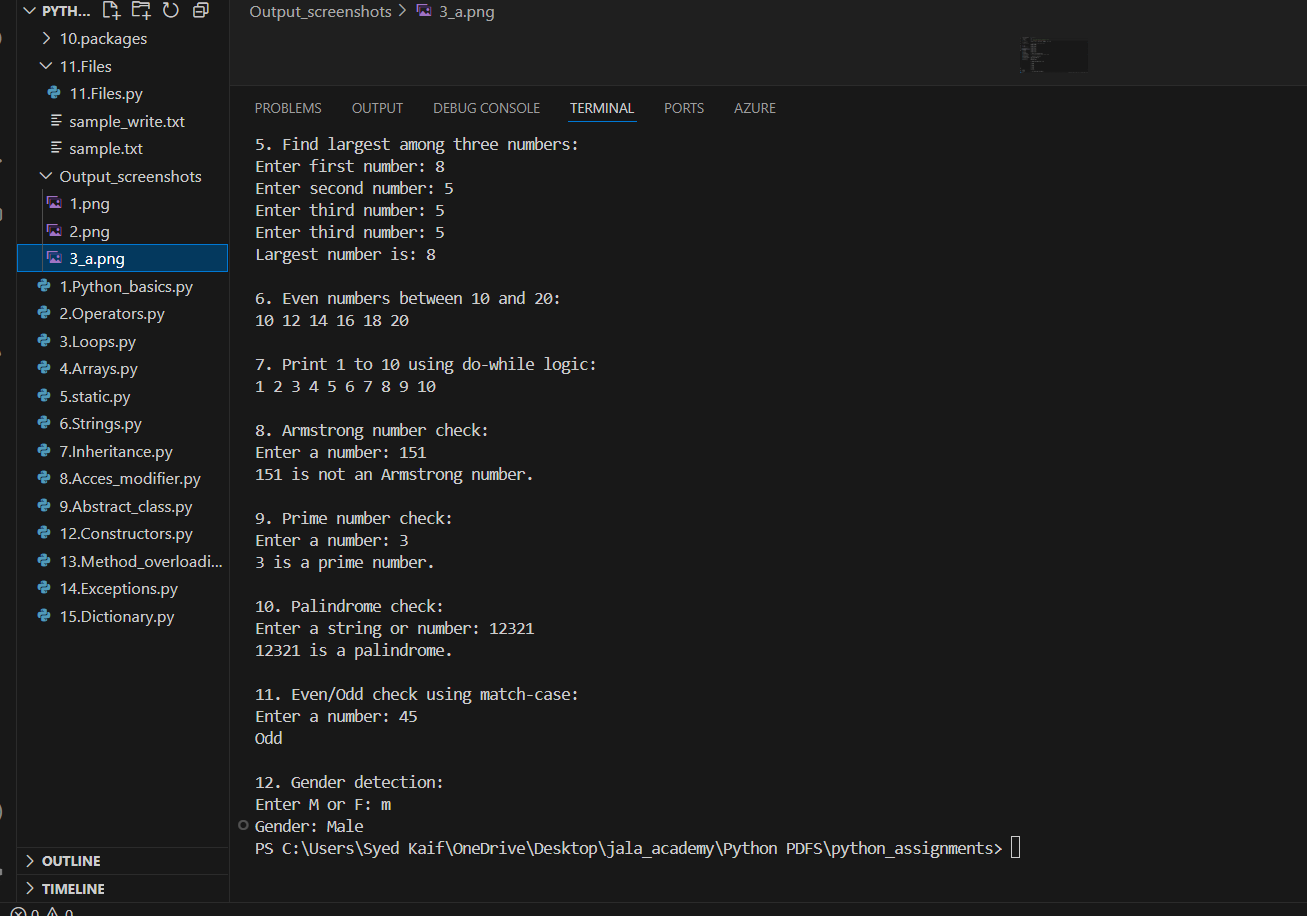 PYTH...
10.packages
11.Files
11.Files.py
sample_write.txt
sample.txt
Output_screenshots
1.png
2.png
3_a.png
1.Python_basics.py
2.Operators.py
3.Loops.py
4.Arrays.py
5.static.py
6.Strings.py
7.Inheritance.py
8.Acces_modifier.py
9.Abstract_class.py
12.Constructors.py
13.Method_overloadi...
14.Exceptions.py
15.Dictionary.py
OUTLINE
TIMELINE
0 0
Output_screenshots > 3_a.png
PROBLEMS OUTPUT DEBUG CONSOLE TERMINAL PORTS AZURE
5. Find largest among three numbers:
Enter first number: 8
Enter second number: 5
Enter third number: 5
Enter third number: 5
Largest number is: 8
6. Even numbers between 10 and 20:
10 12 14 16 18 20
7. Print 1 to 10 using do-while logic:
1 2 3 4 5 6 7 8 9 10
8. Armstrong number check:
Enter a number: 151
151 is not an Armstrong number.
9. Prime number check:
Enter a number: 3
3 is a prime number.
10. Palindrome check:
Enter a string or number: 12321
12321 is a palindrome.
11. Even/Odd check using match-case:
Enter a number: 45
Odd
12. Gender detection:
Enter M or F: m
Gender: Male
PS C:\Users\Syed Kaif\OneDrive\Desktop\jala_academy\Python PDFS\python_assignments>